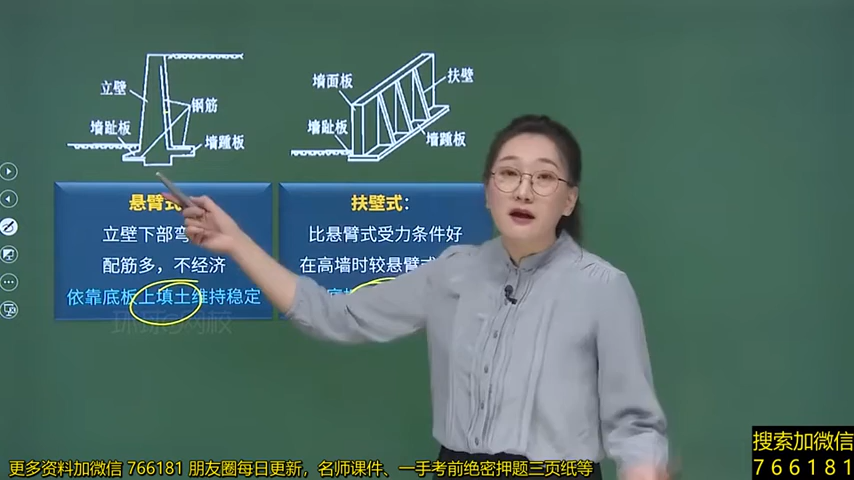 立壁
钢筋
墙趾板
墙踵板
墙面板
扶壁
墙趾板
墙踵板
悬臂式
立壁下部弯
配筋多，不经济
依靠底板上填土维持稳定
扶壁式：
比悬臂式受力条件好
在高墙时较悬臂式
环球网校
搜索加微信
766181
更多资料加微信 766181 朋友圈每日更新，名师课件、一手考前绝密押题三页纸等